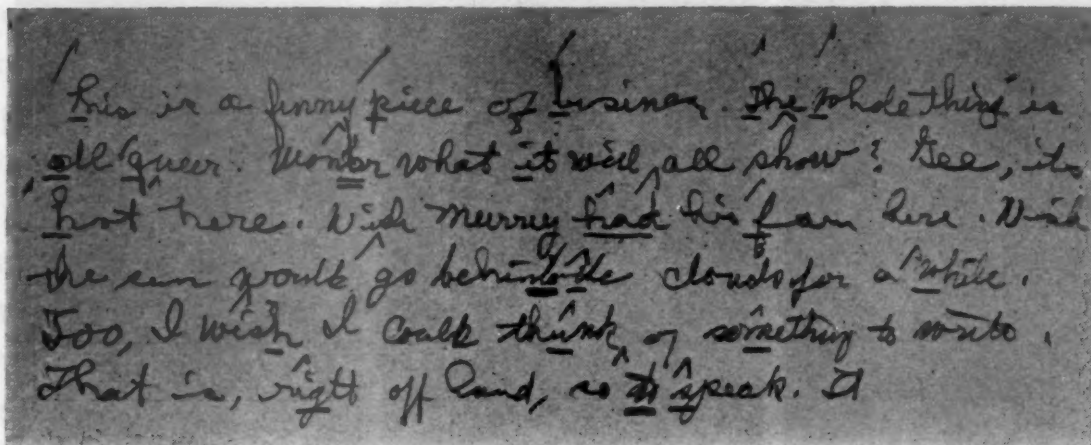 This is a funny piece of business. The whole thing is
all queer. Wonder what it will all show? Gee, its
hot here. Wish Murrey had his fan here. Wish
the sun would go behind the clouds for a while.
Too, I wish I could think of something to write.
That is, right off hand, so to speak. It